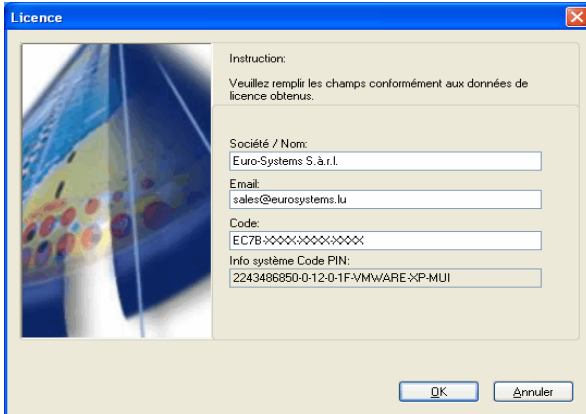 Licence
Instruction:
Veuillez remplir les champs conformément aux données de
licence obtenus.
Société / Nom:
Euro-Systems S.à.r.l.
Email:
sales@eurosystems.lu
Code:
EC7B-XXXX-XXXX-XXXX
Info système Code PIN:
2243486850-0-12-0-1F-VMWARE-XP-MUI
OK
Annuler